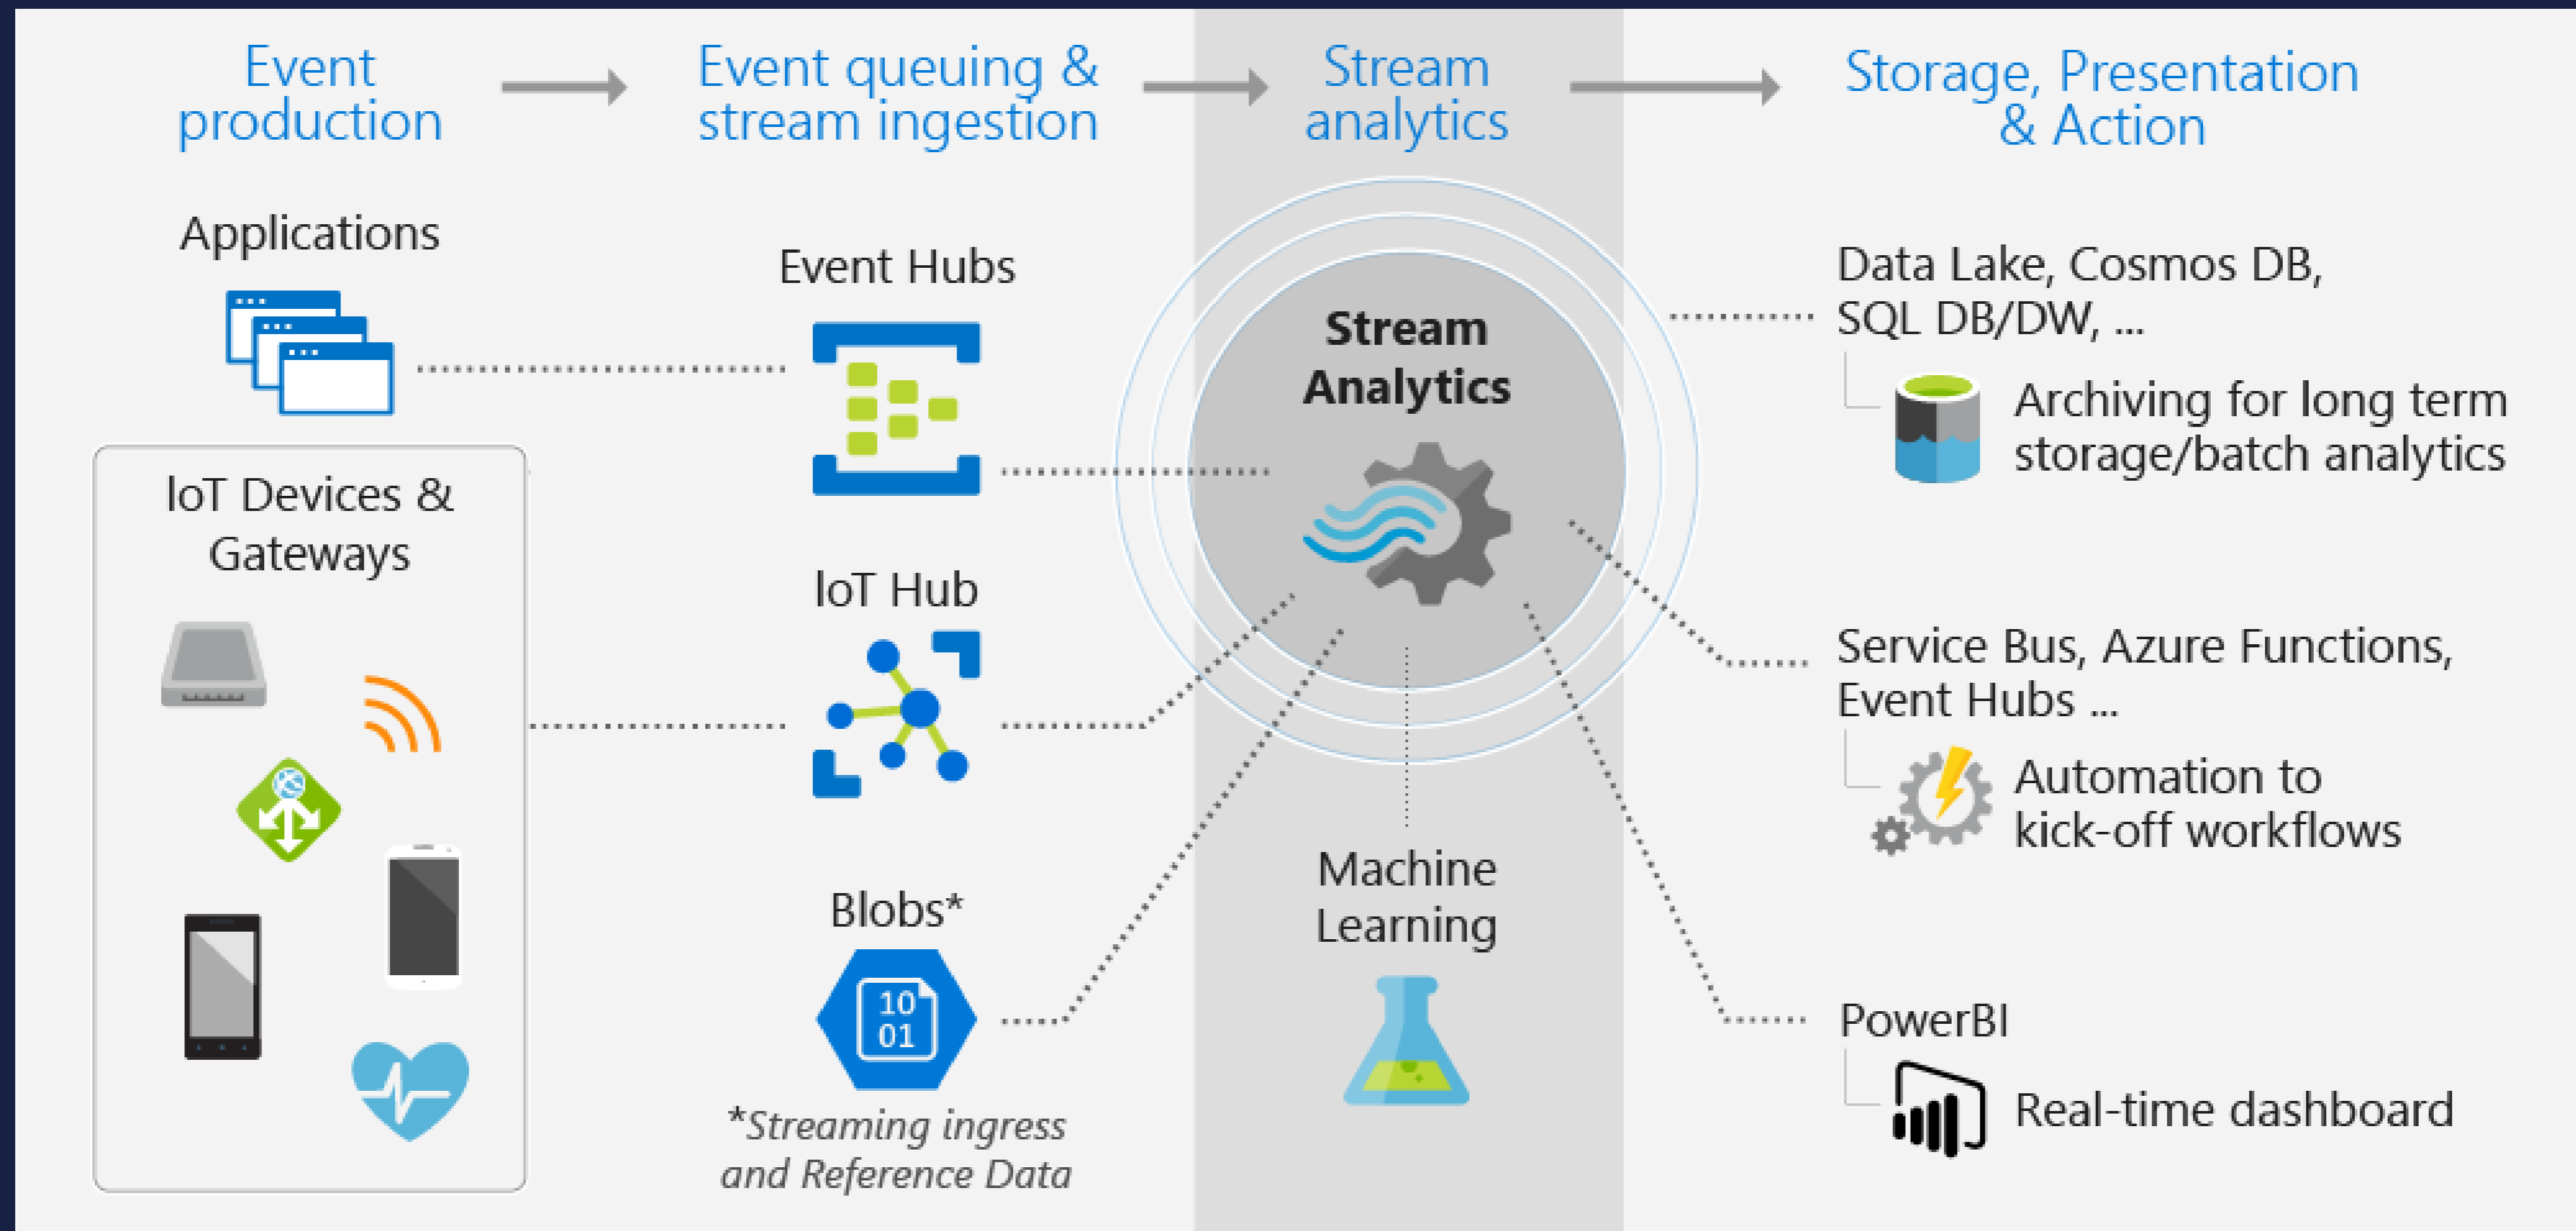 Event
production
Event queuing &
stream ingestion
Stream
analytics
Storage, Presentation
& Action
Applications
IoT Devices &
Gateways
Event Hubs
IoT Hub
Blobs*
10
01
*Streaming ingress
and Reference Data
Stream
Analytics
Machine
Learning
Data Lake, Cosmos DB,
SQL DB/DW, ...
Archiving for long term
storage/batch analytics
Service Bus, Azure Functions,
Event Hubs ...
Automation to
kick-off workflows
PowerBI
Real-time dashboard